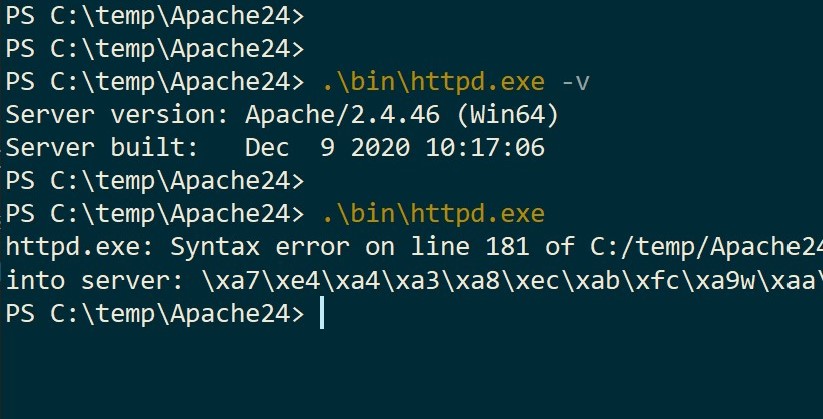 PS C:\temp\Apache24>
PS C:\temp\Apache24>
PS C:\temp\Apache24> .\bin\httpd.exe -v
Server version: Apache/2.4.46 (Win64)
Server built:   Dec  9 2020 10:17:06
PS C:\temp\Apache24>
PS C:\temp\Apache24> .\bin\httpd.exe
httpd.exe: Syntax error on line 181 of C:/temp/Apache24
into server: \xa7\xe4\xa4\xa3\xa8\xec\xab\xfc\xa9w\xaa\
PS C:\temp\Apache24>